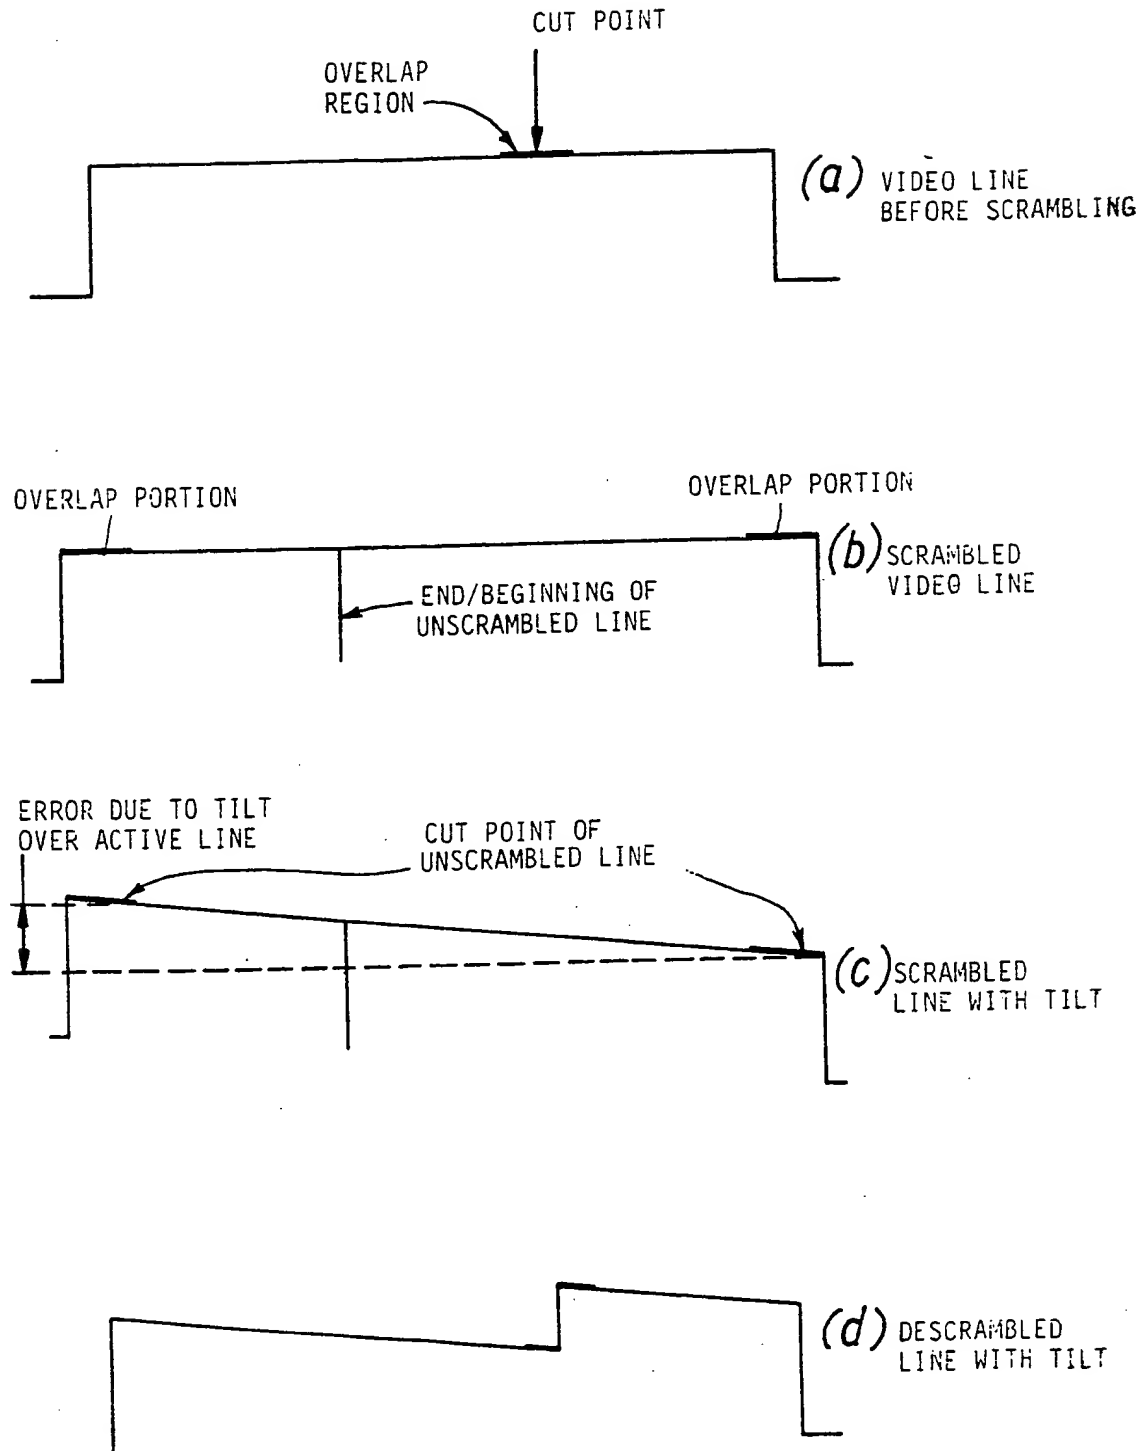 CUT POINT
OVERLAP
REGION
(a) VIDEO LINE
BEFORE SCRAMBLING
OVERLAP PORTION
OVERLAP PORTION
(b) SCRAMBLED
VIDEO LINE
END/BEGINNING OF
UNSCRAMBLED LINE
ERROR DUE TO TILT
OVER ACTIVE LINE
CUT POINT OF
UNSCRAMBLED LINE
(c) SCRAMBLED
LINE WITH TILT
(d) DESCRAMBLED
LINE WITH TILT